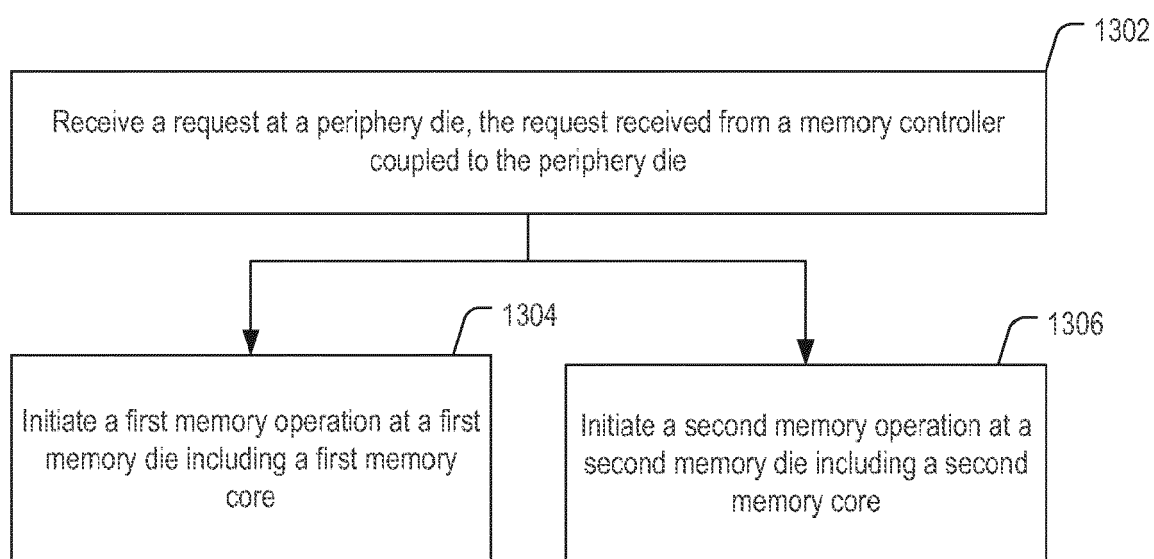 1302
Receive a request at a periphery die, the request received from a memory controller
coupled to the periphery die
1304
1306
Initiate a first memory operation at a first
memory die including a first memory
core
Initiate a second memory operation at a
second memory die including a second
memory core